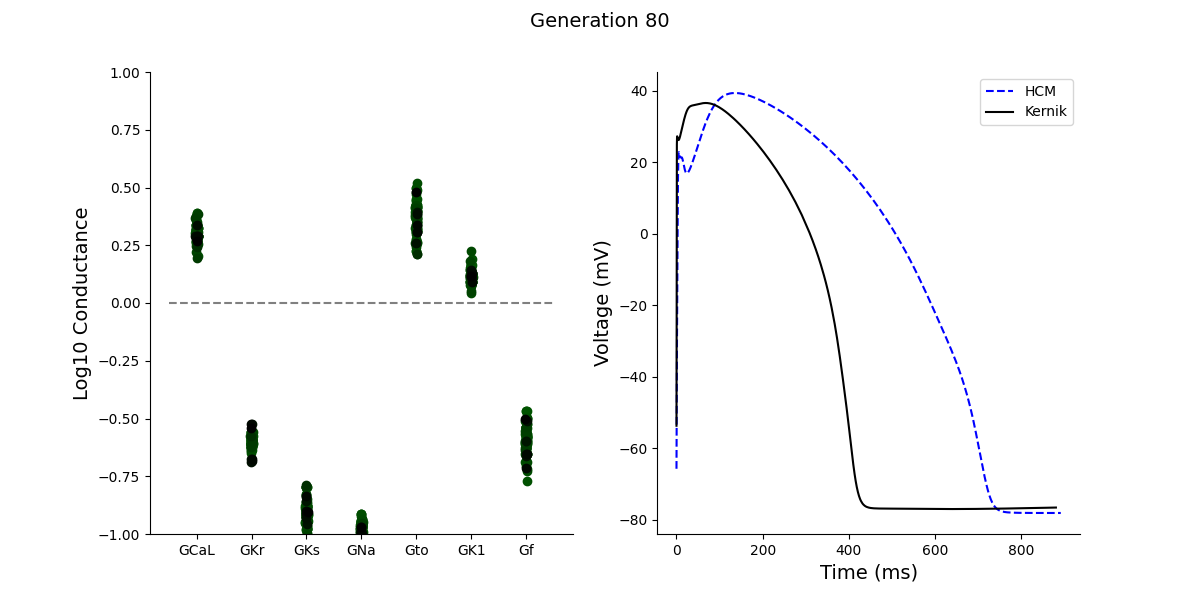 Generation 80
Log10 Conductance
1.00
0.75
0.50
0.25
0.00
−0.25
−0.50
−0.75
−1.00
GCaL GKr GKs GNa Gto GK1 Gf
Voltage (mV)
40
20
0
−20
−40
−60
−80
0 200 400 600 800
Time (ms)
HCM
Kernik